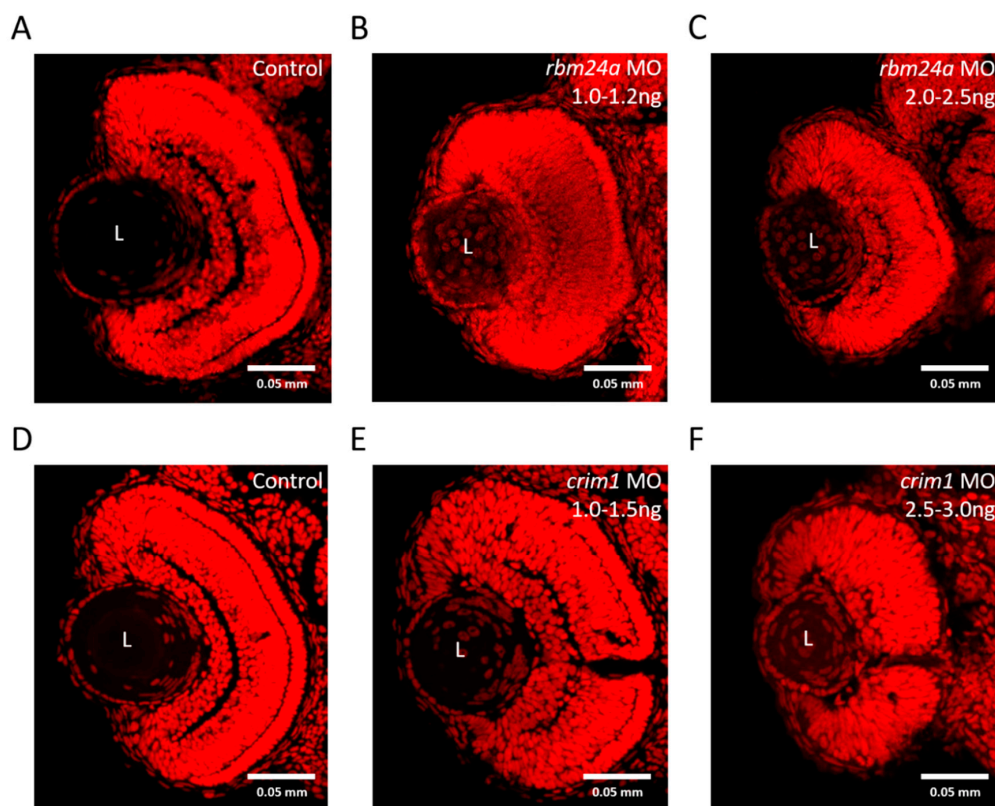 A
B
C
Control
rbm24a MO
1.0-1.2ng
rbm24a MO
2.0-2.5ng
L
L
L
0.05 mm
0.05 mm
0.05 mm
D
E
F
Control
crim1 MO
1.0-1.5ng
crim1 MO
2.5-3.0ng
L
L
L
0.05 mm
0.05 mm
0.05 mm